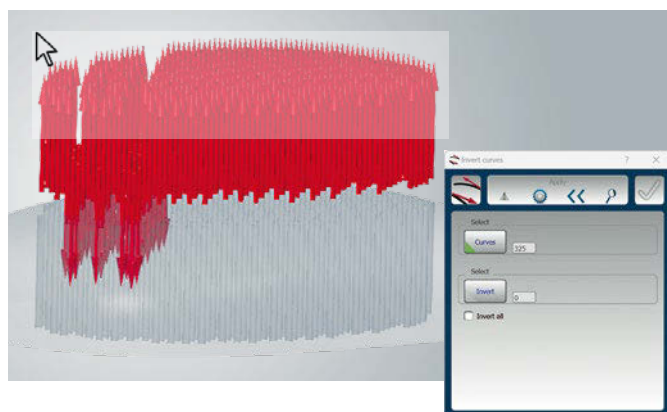 Invert curves
?
Apply
Select
Curves
325
Select
Invert
0
Invert all